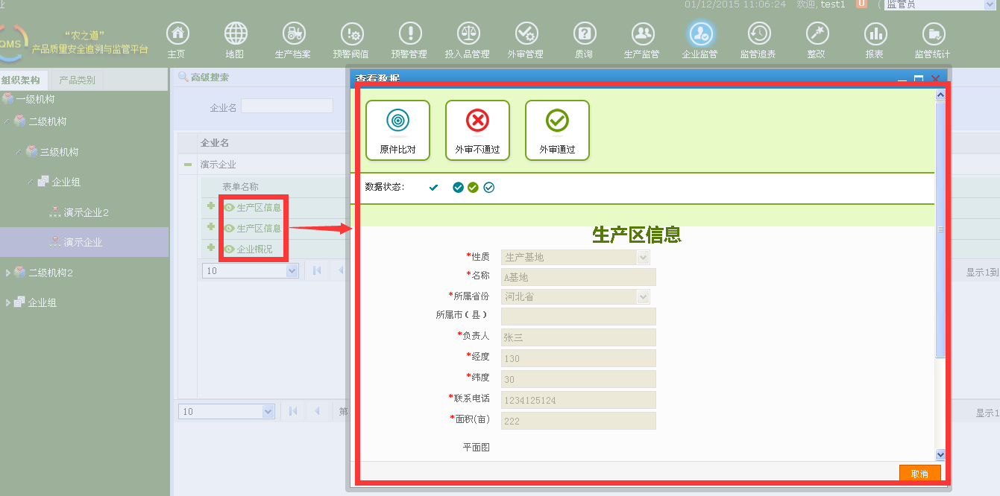 01/12/2015 11:06:24 欢迎, test1 0 ( 监管员
QMS
“农之道”
产品质量安全追溯与监管平台
主页 地图 生产档案 预警阀值 预警管理 投入品管理 外审管理 质询 生产监管 企业监管 监管追责 整改 报表 监管统计
组织架构 产品类别
一级机构
二级机构
三级机构
企业组
演示企业2
演示企业
二级机构2
企业组
高级搜索
企业名
企业名
演示企业
表单名称
生产区信息
生产区信息
企业概况
10
10 第
显示1到
显示1
查看数据
原件比对 外审不通过 外审通过
数据状态:
生产区信息
*性质 生产基地
*名称 A基地
*所属省份 河北省
所属市(县)
*负责人 张三
*经度 130
*纬度 30
*联系电话 1234125124
*面积(亩) 222
平面图
取消